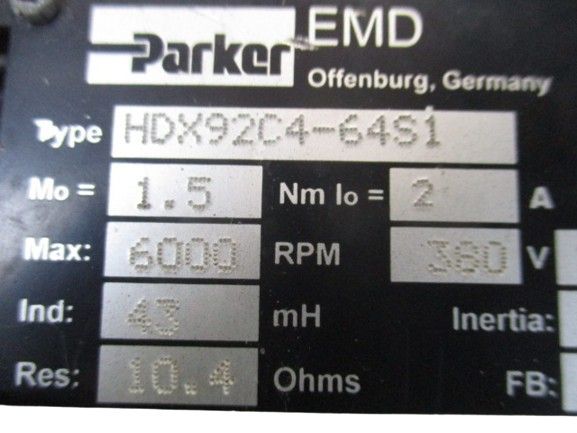 Parker EMD
Offenburg, Germany
Type HDX92C4-64S1
Mo = 1.5 Nm Io = 2 A
Max: 6000 RPM 380 V
Ind: 43 mH Inertia:
Res: 10.4 Ohms FB: